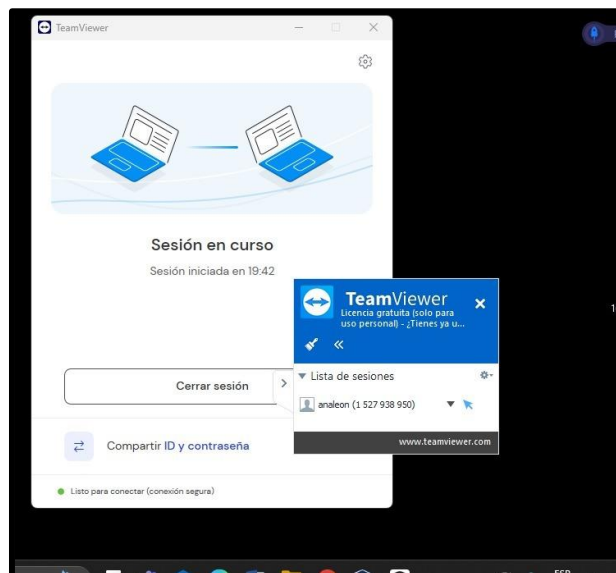 TeamViewer
Sesión en curso
Sesión iniciada en 19:42
TeamViewer
Licencia gratuita (solo para
uso personal) - ¿Tienes ya u...
Lista de sesiones
analeon (1 527 938 950)
www.teamviewer.com
Cerrar sesión
Compartir ID y contraseña
Listo para conectar (conexión segura)